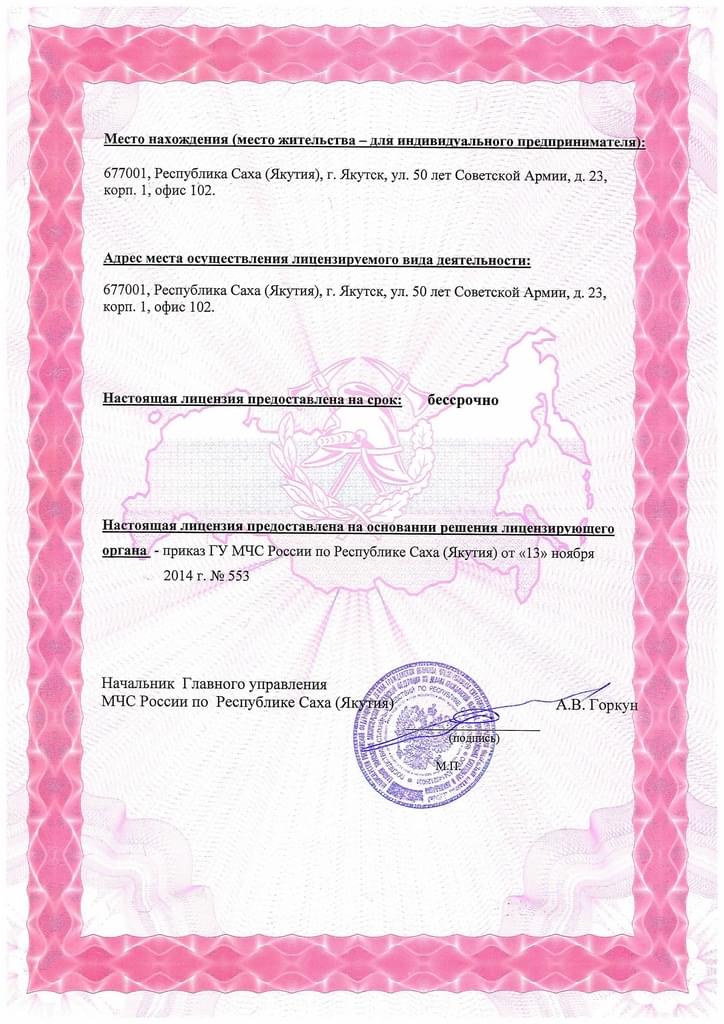 Место нахождения (место жительства – для индивидуального предпринимателя):
677001, Республика Саха (Якутия), г. Якутск, ул. 50 лет Советской Армии, д. 23,
корп. 1, офис 102.
Адрес места осуществления лицензируемого вида деятельности:
677001, Республика Саха (Якутия), г. Якутск, ул. 50 лет Советской Армии, д. 23,
корп. 1, офис 102.
Настоящая лицензия предоставлена на срок: бессрочно
Настоящая лицензия предоставлена на основании решения лицензирующего
органа - приказ ГУ МЧС России по Республике Саха (Якутия) от «13» ноября
2014 г. № 553
Начальник Главного управления
МЧС России по Республике Саха (Якутия)
А.В. Горкун
(подпись)
М.П.